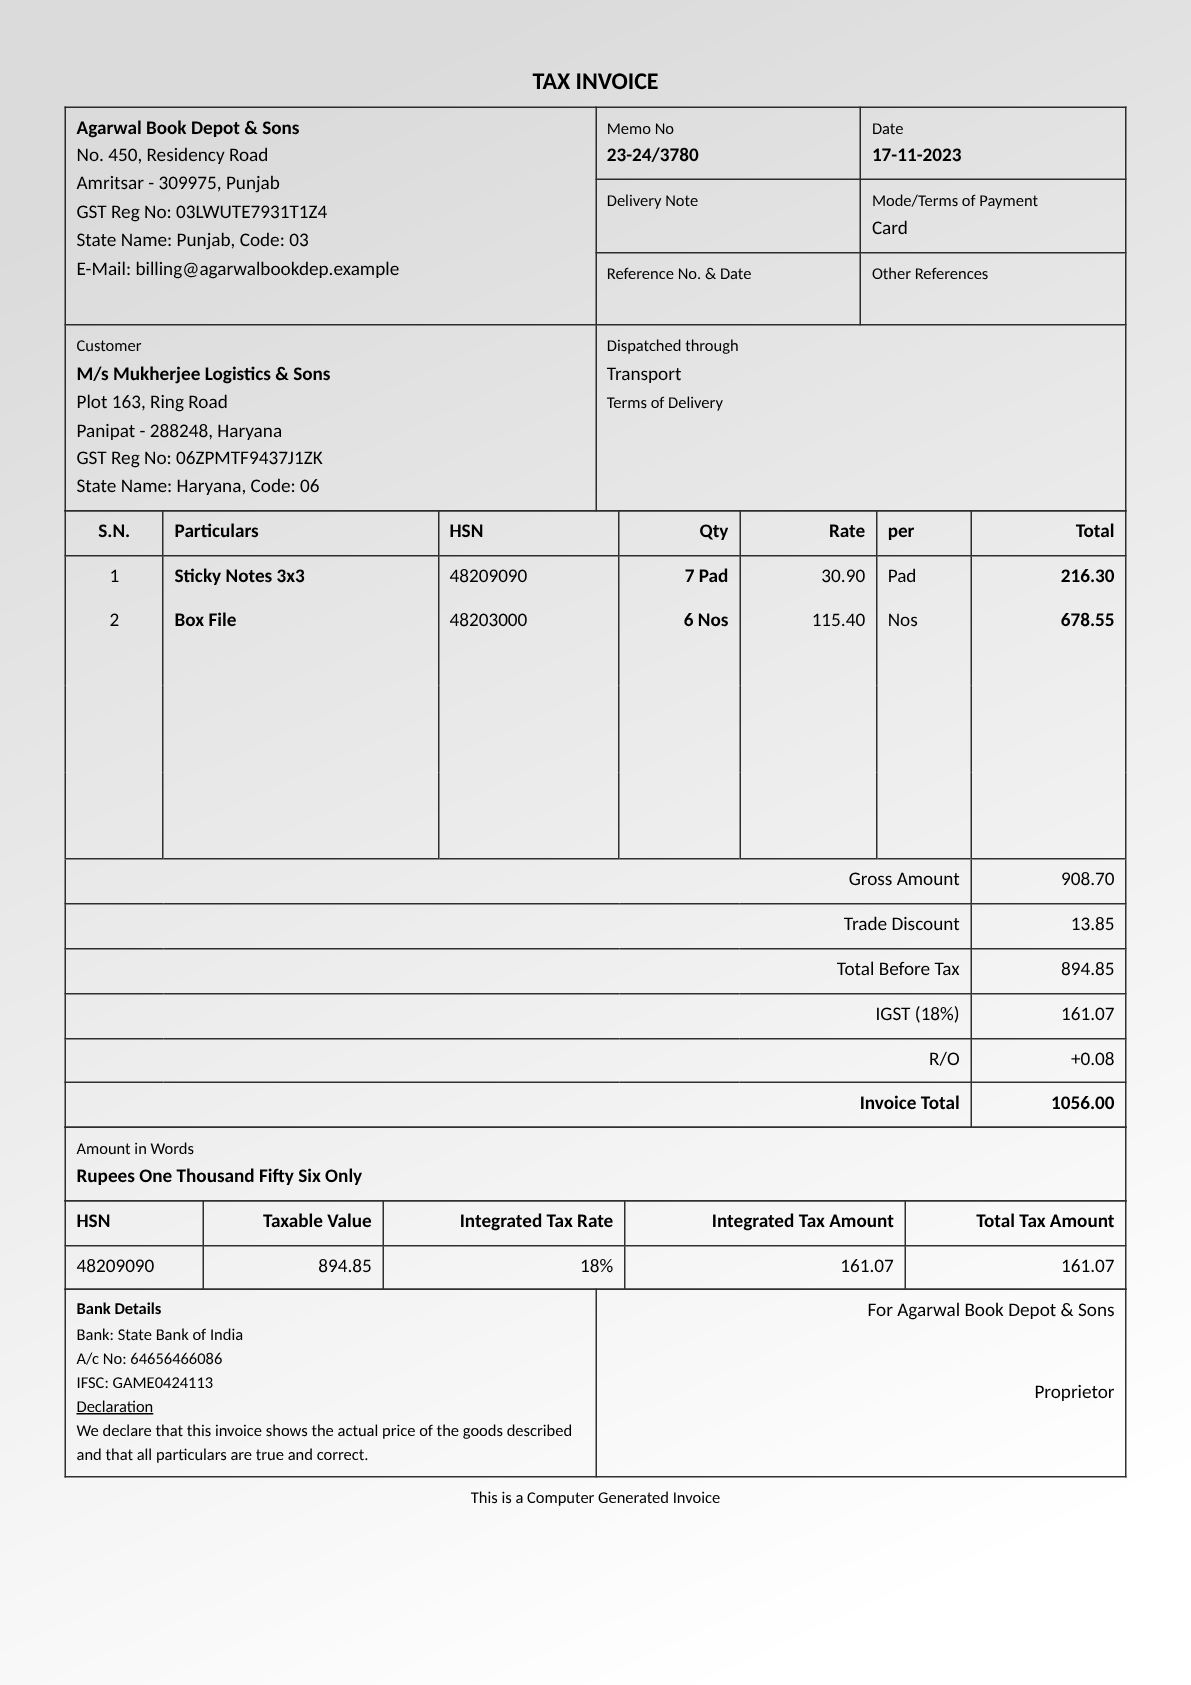 TAX INVOICE
Agarwal Book Depot & Sons
No. 450, Residency Road
Amritsar - 309975, Punjab
GST Reg No: 03LWUTE7931T1Z4
State Name: Punjab, Code: 03
E-Mail: billing@agarwalbookdep.example
Memo No
23-24/3780
Date
17-11-2023
Delivery Note
Mode/Terms of Payment
Card
Reference No. & Date
Other References
Customer
M/s Mukherjee Logistics & Sons
Plot 163, Ring Road
Panipat - 288248, Haryana
GST Reg No: 06ZPMTF9437J1ZK
State Name: Haryana, Code: 06
Dispatched through
Transport
Terms of Delivery
S.N. Particulars HSN Qty Rate per Total
1 Sticky Notes 3x3 48209090 7 Pad 30.90 Pad 216.30
2 Box File 48203000 6 Nos 115.40 Nos 678.55
Gross Amount 908.70
Trade Discount 13.85
Total Before Tax 894.85
IGST (18%) 161.07
R/O +0.08
Invoice Total 1056.00
Amount in Words
Rupees One Thousand Fifty Six Only
HSN Taxable Value Integrated Tax Rate Integrated Tax Amount Total Tax Amount
48209090 894.85 18% 161.07 161.07
Bank Details
Bank: State Bank of India
A/c No: 64656466086
IFSC: GAME0424113
Declaration
We declare that this invoice shows the actual price of the goods described
and that all particulars are true and correct.
For Agarwal Book Depot & Sons
Proprietor
This is a Computer Generated Invoice